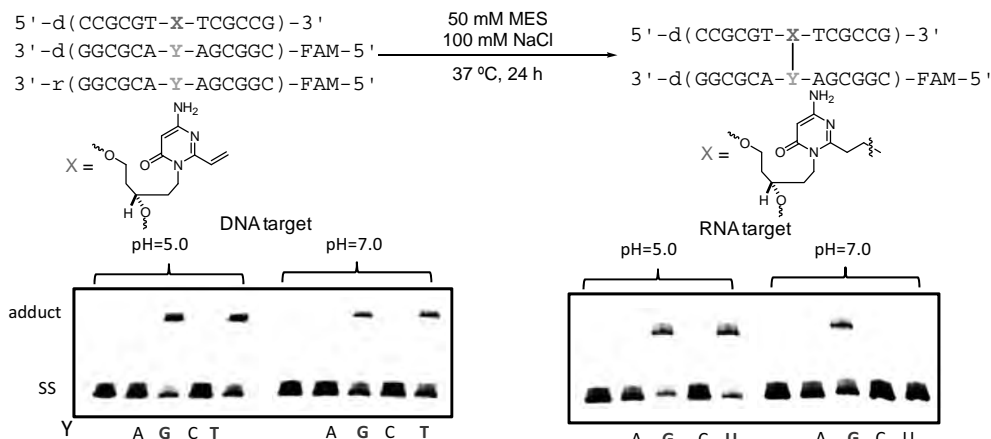 5'-d(CCGCGT-X-TCGCCG)-3'
3'-d(GGCGCA-Y-AGCGGC)-FAM-5'
3'-r(GGCGCA-Y-AGCGGC)-FAM-5'
50 mM MES
100 mM NaCl
37 ºC, 24 h
5'-d(CCGCGT-X-TCGCCG)-3'
3'-d(GGCGCA-Y-AGCGGC)-FAM-5'
X =
NH2
N
O
N
O
H
O
X =
NH2
N
O
N
O
H
O
DNA target
RNA target
pH=5.0
pH=7.0
pH=5.0
pH=7.0
adduct
SS
Y
A G C T
A G C T
A G C U
A G C U